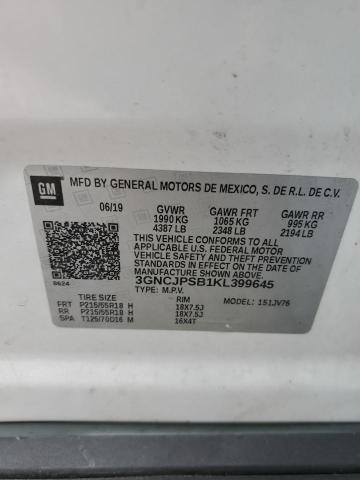 GM
MFD BY GENERAL MOTORS DE MEXICO, S. DE R.L. DE C.V.
06/19 GVWR GAWR FRT GAWR RR
1990 KG 1065 KG 995 KG
4387 LB 2348 LB 2194 LB
THIS VEHICLE CONFORMS TO ALL APPLICABLE U.S. FEDERAL MOTOR
VEHICLE SAFETY, BUMPER, AND THEFT PREVENTION STANDARDS IN
EFFECT ON THE DATE OF MANUFACTURE SHOWN ABOVE.
3GNCJPSB1KL399645
8624 TYPE: M.P.V. MODEL: 1S1JV76
TIRE SIZE RIM
FRT P215/55R18 H 18X7.5J
RR P215/55R18 H 18X7.5J
SPA T125/70D16 M 16X4T